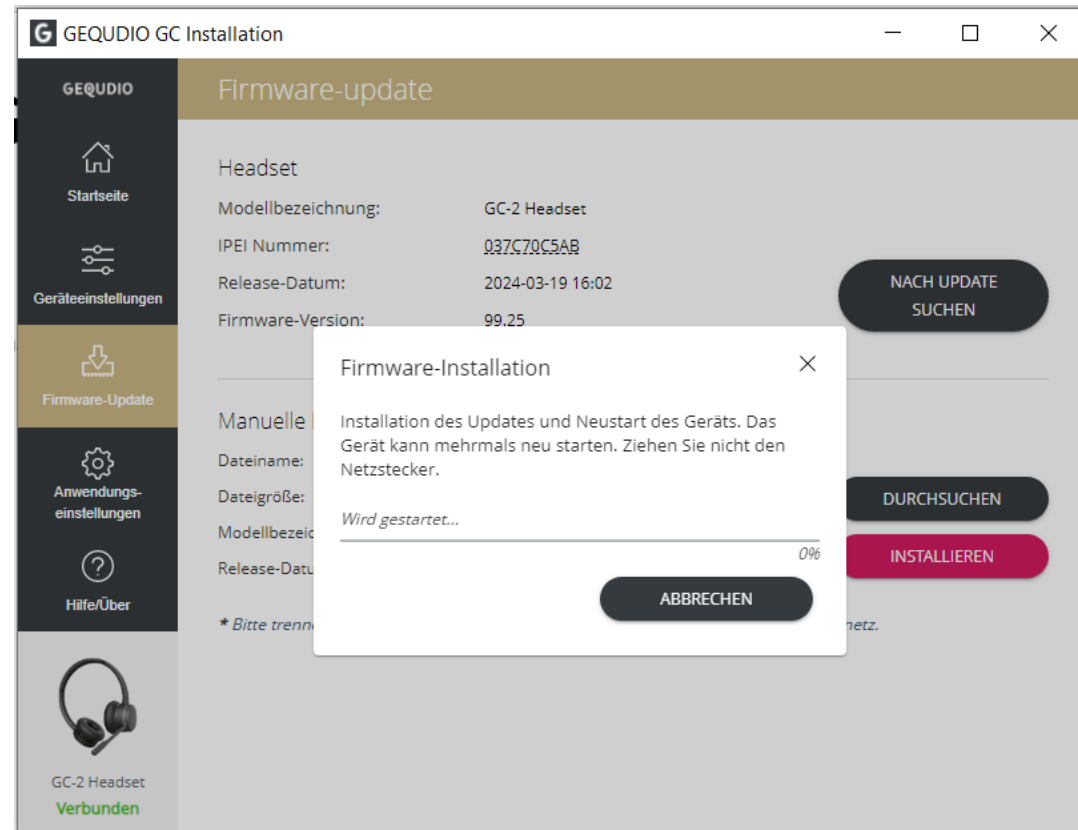 G GEQUDIO GC Installation
GEQUDIO
Firmware-update
Startseite
Geräteeinstellungen
Firmware-Update
Anwendungs-
einstellungen
Hilfe/Über
GC-2 Headset
Verbunden
Headset
Modellbezeichnung: GC-2 Headset
IPEI Nummer: 037C70C5AB
Release-Datum: 2024-03-19 16:02
Firmware-Version: 99.25
NACH UPDATE
SUCHEN
Manuelle
Dateiname:
Dateigröße:
Modellbezeic
Release-Datu
* Bitte trenn
netz.
DURCHSUCHEN
INSTALLIEREN
Firmware-Installation
Installation des Updates und Neustart des Geräts. Das
Gerät kann mehrmals neu starten. Ziehen Sie nicht den
Netzstecker.
Wird gestartet...
0%
ABBRECHEN